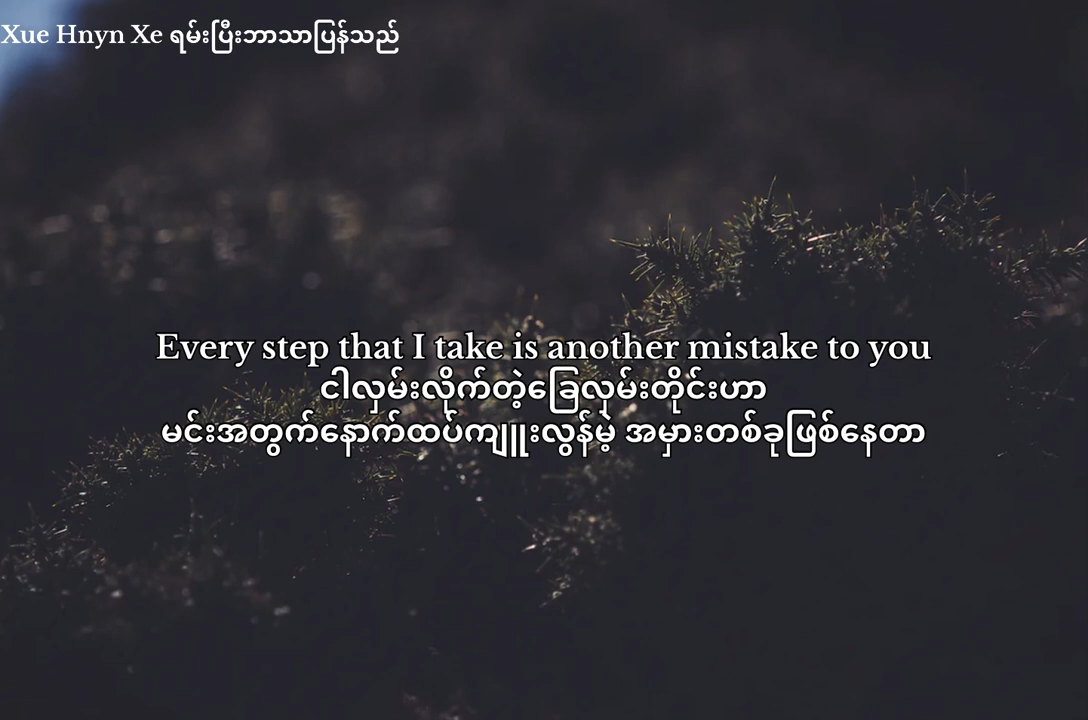 Xue Hnyn Xe ရမ်းပြီးဘာသာပြန်သည်
Every step that I take is another mistake to you
ငါလှမ်းလိုက်တဲ့ခြေလှမ်းတိုင်းဟာ
မင်းအတွက်နောက်ထပ်ကျူးလွန်မဲ့ အမှားတစ်ခုဖြစ်နေတာ